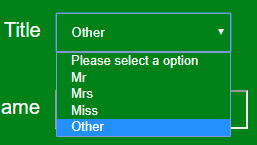 Title Other
Please select a option
Mr
Mrs
ame Miss
Other